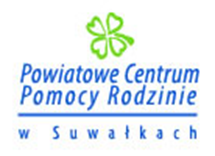 Powiatowe Centrum
Pomocy Rodzinie
w Suwałkach